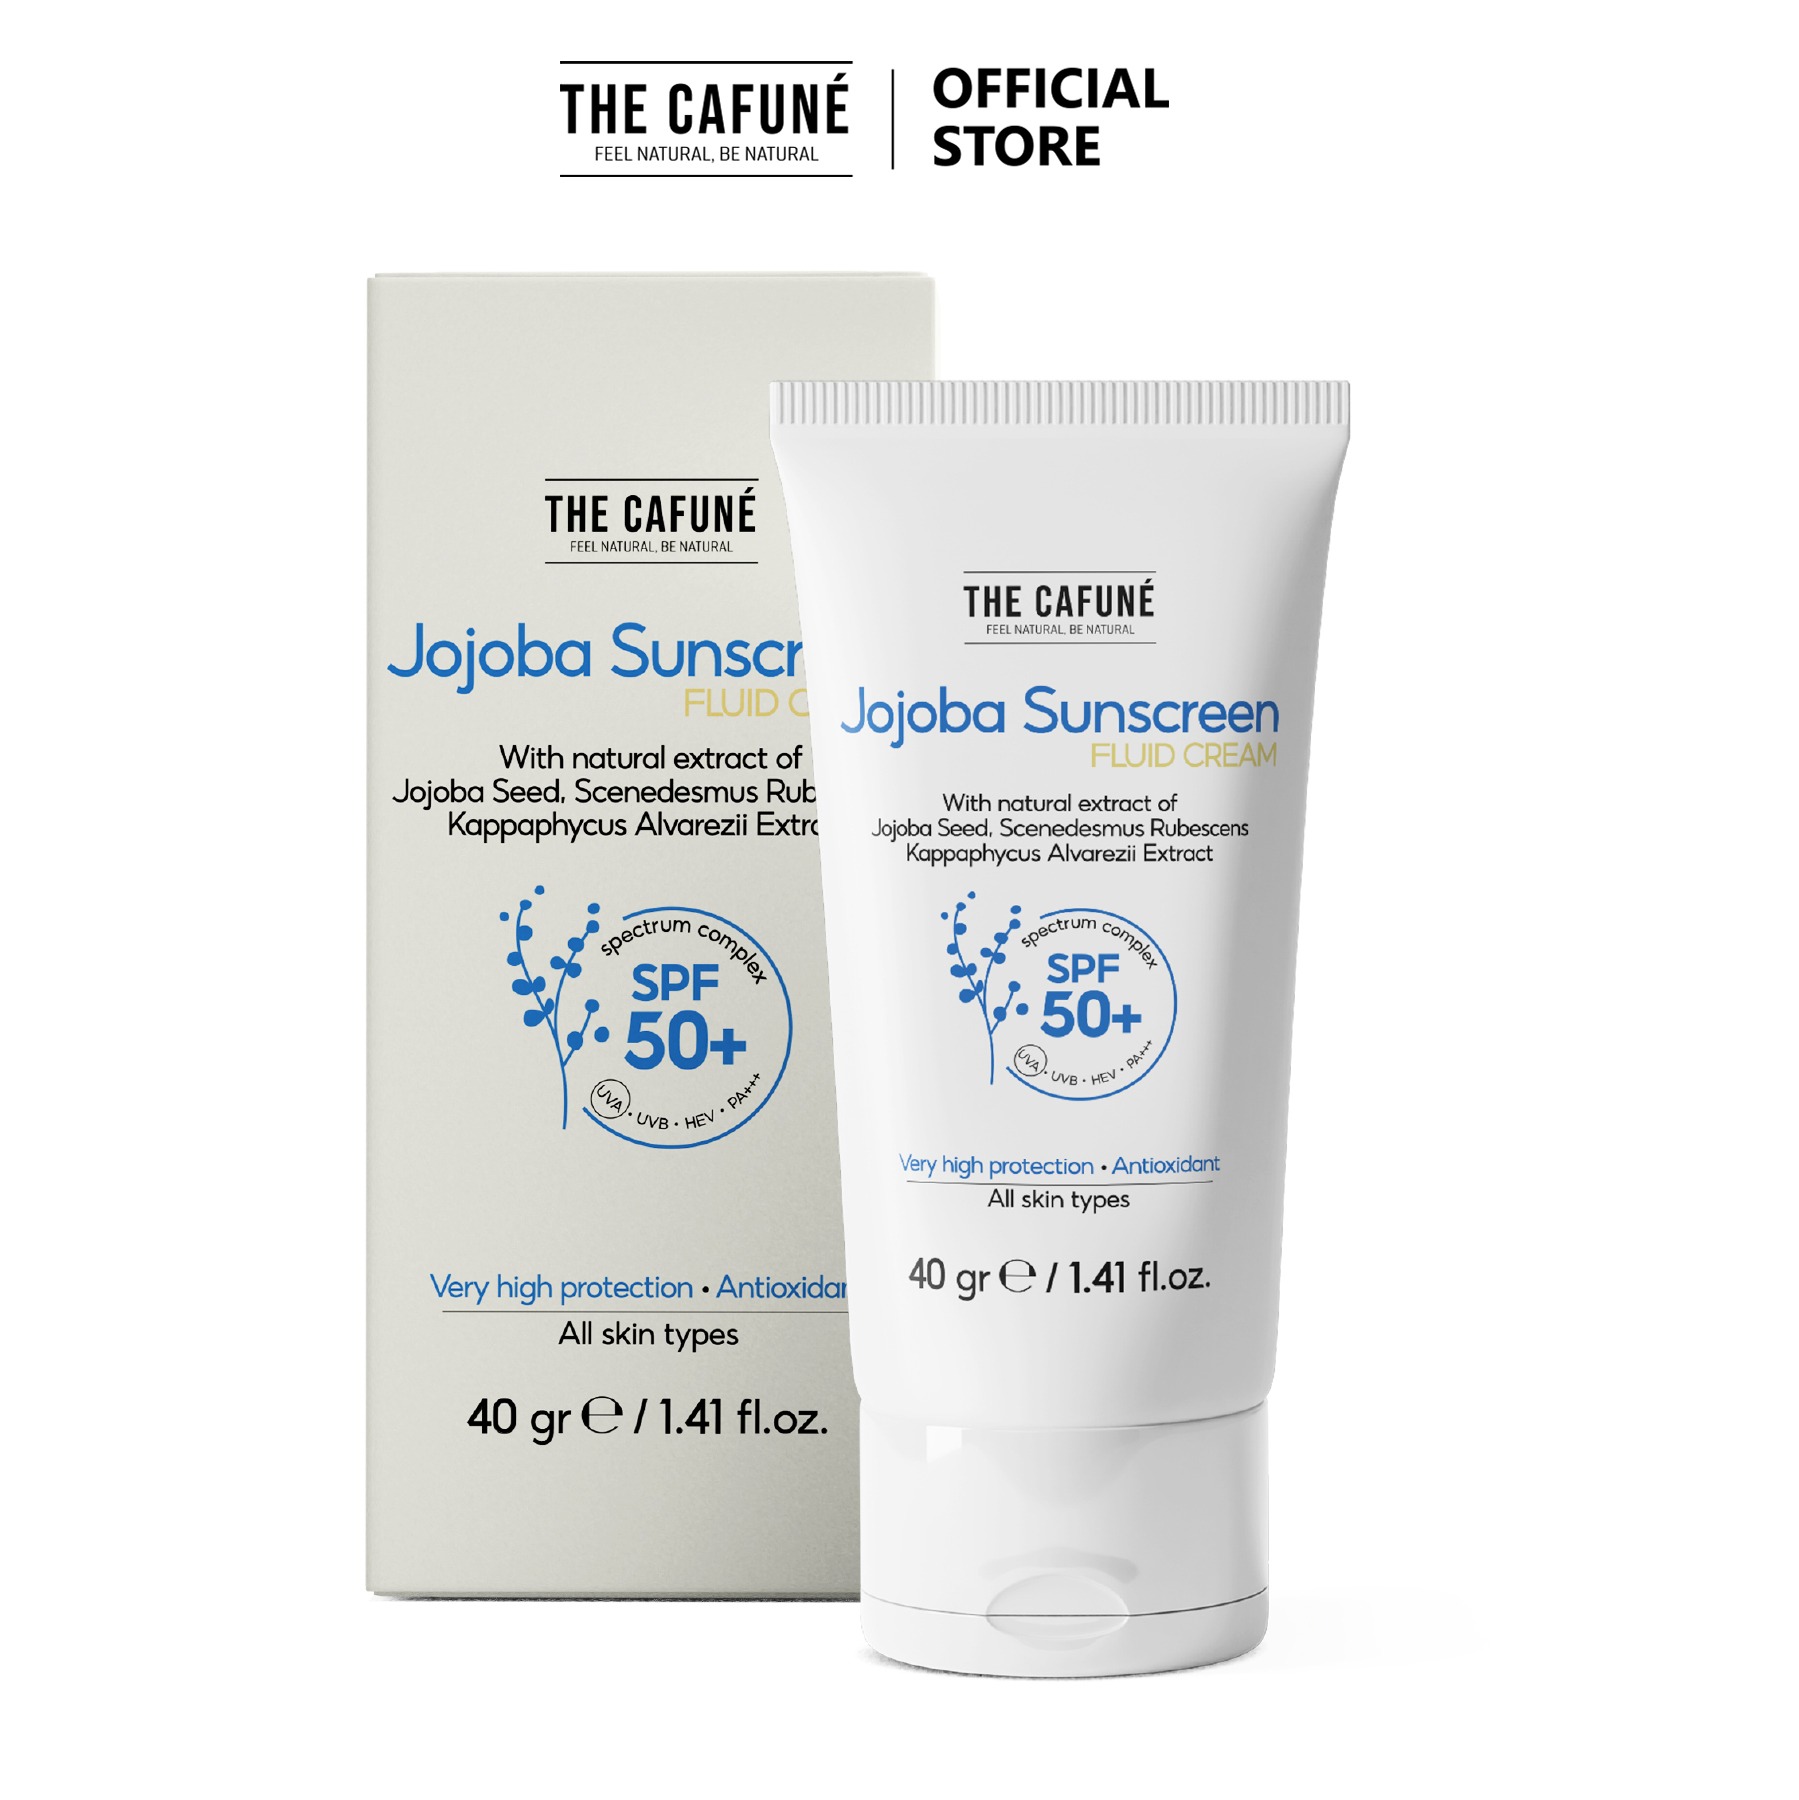 THE CAFUNÉ
FEEL NATURAL, BE NATURAL
OFFICIAL
STORE
THE CAFUNÉ
FEEL NATURAL, BE NATURAL
Jojoba Sunscr
FLUID C
With natural extract of
Jojoba Seed, Scenedesmus Rub
Kappaphycus Alvarezii Extra
spectrum complex
SPF
50+
UVA • UVB • HEV • PA+++
Very high protection • Antioxidan
All skin types
40 gr ℮ / 1.41 fl.oz.
THE CAFUNÉ
FEEL NATURAL, BE NATURAL
Jojoba Sunscreen
FLUID CREAM
With natural extract of
Jojoba Seed, Scenedesmus Rubescens
Kappaphycus Alvarezii Extract
spectrum complex
SPF
50+
UVA • UVB • HEV • PA+++
Very high protection • Antioxidant
All skin types
40 gr ℮ / 1.41 fl.oz.